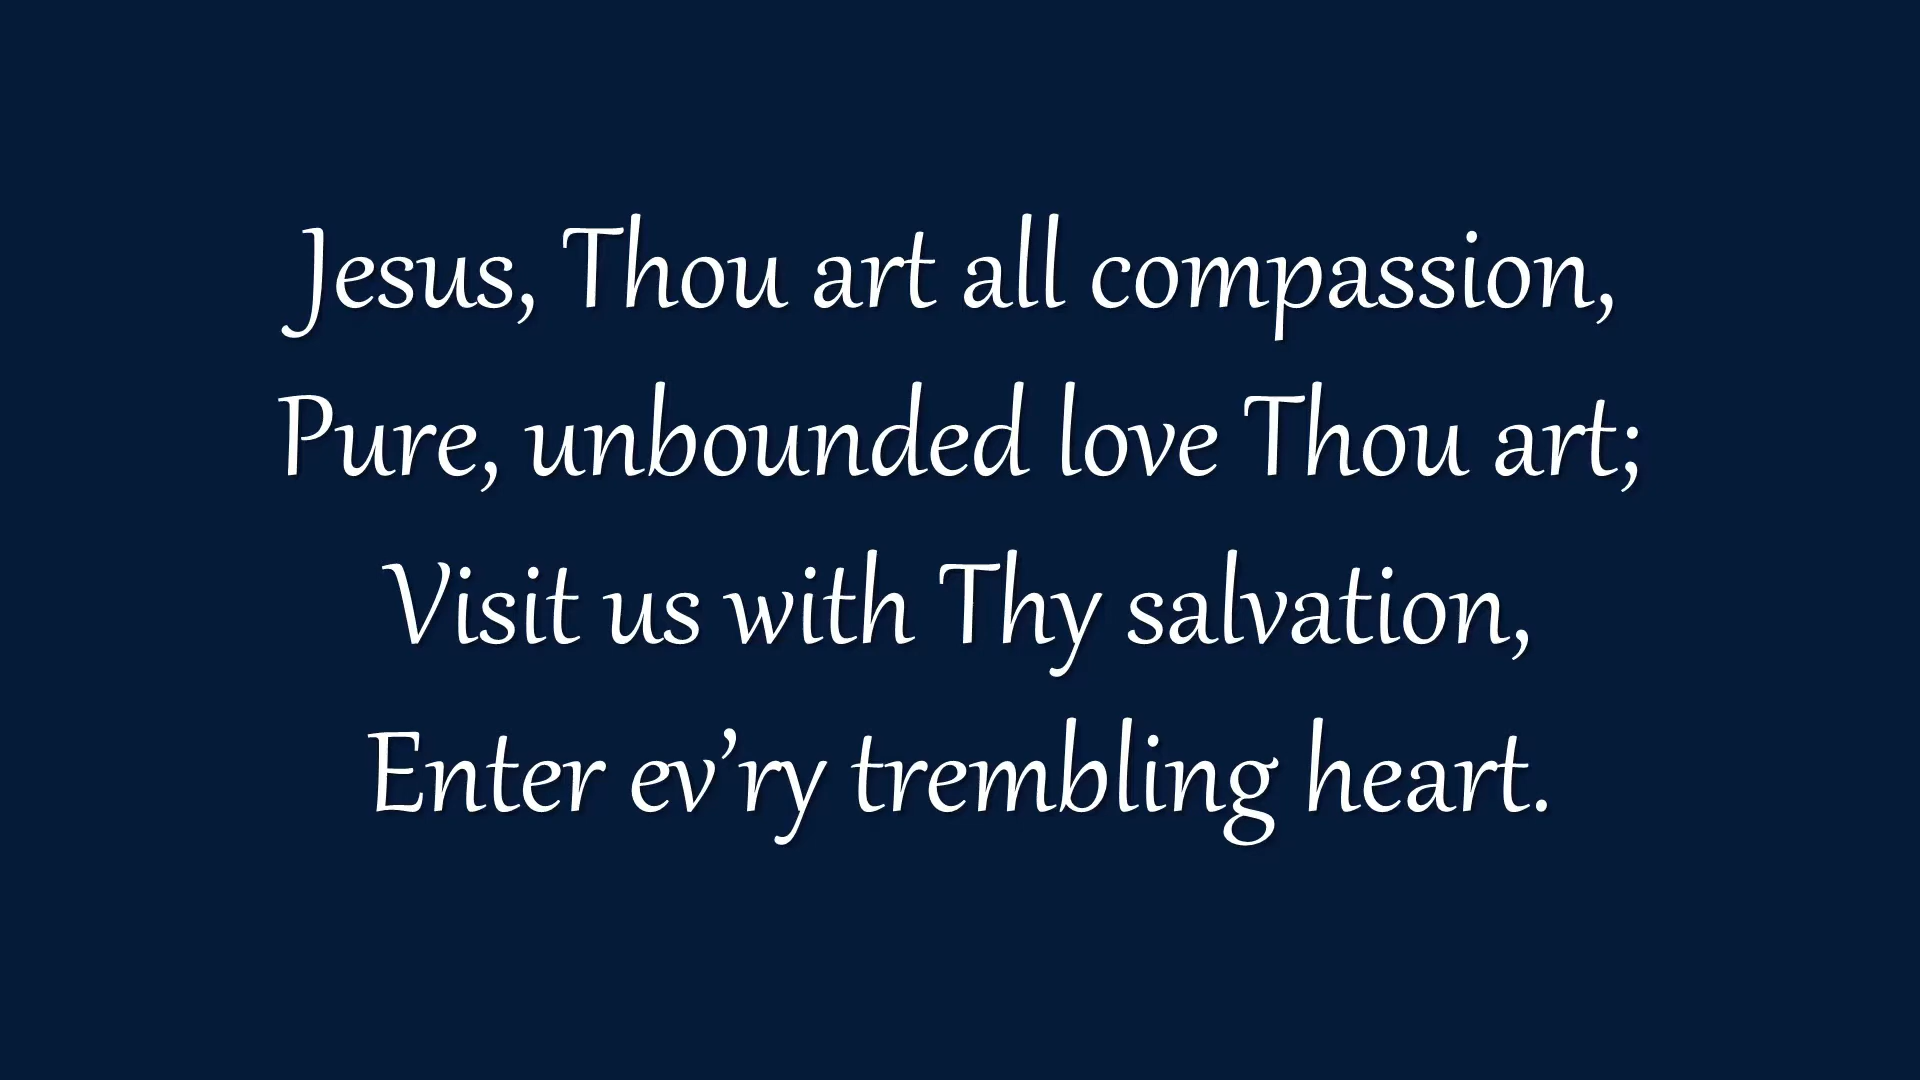 Jesus, Thou art all compassion,
Pure, unbounded love Thou art;
Visit us with Thy salvation,
Enter ev’ry trembling heart.